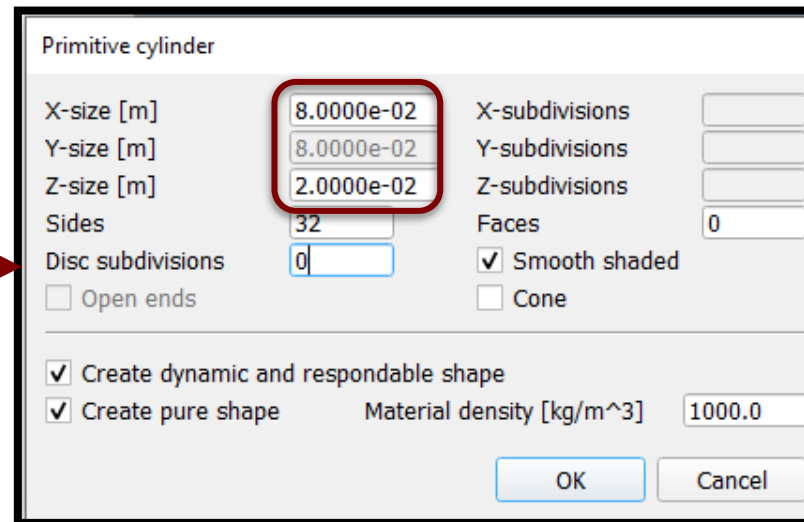 Primitive cylinder
X-size [m] 8.0000e-02 X-subdivisions
Y-size [m] 8.0000e-02 Y-subdivisions
Z-size [m] 2.0000e-02 Z-subdivisions
Sides 32 Faces 0
Disc subdivisions 0 Smooth shaded
Open ends Cone
Create dynamic and respondable shape
Create pure shape Material density [kg/m^3] 1000.0
OK Cancel